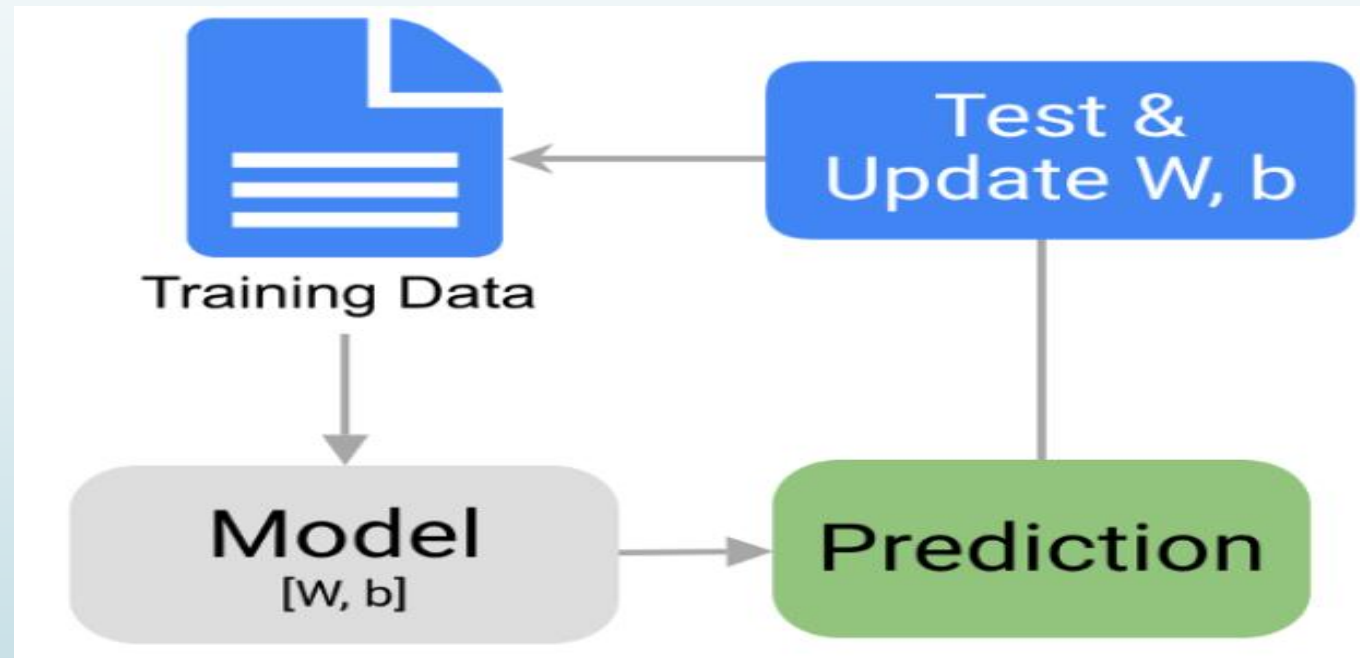 Test &
Update W, b
Training Data
Model
[W, b]
Prediction